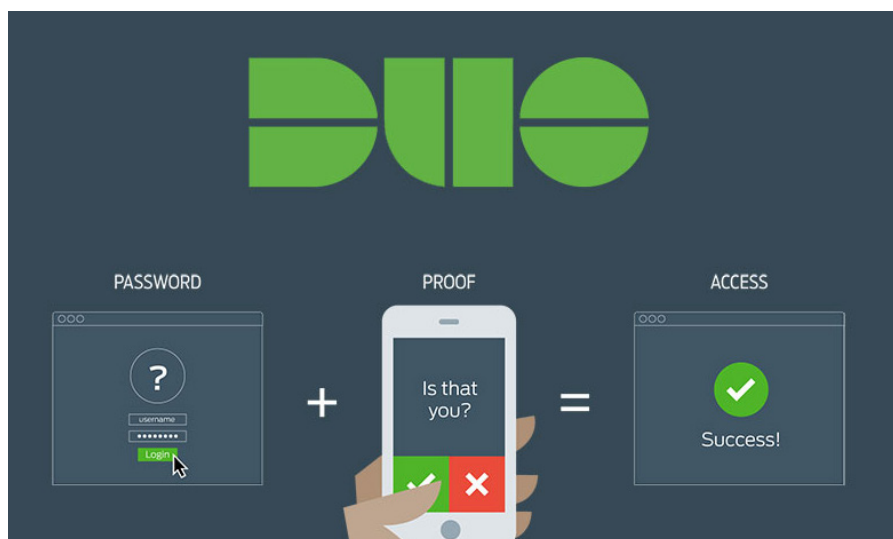 DUO
PASSWORD
PROOF
ACCESS
?
username
Login
+
Is that
you?
=
Success!